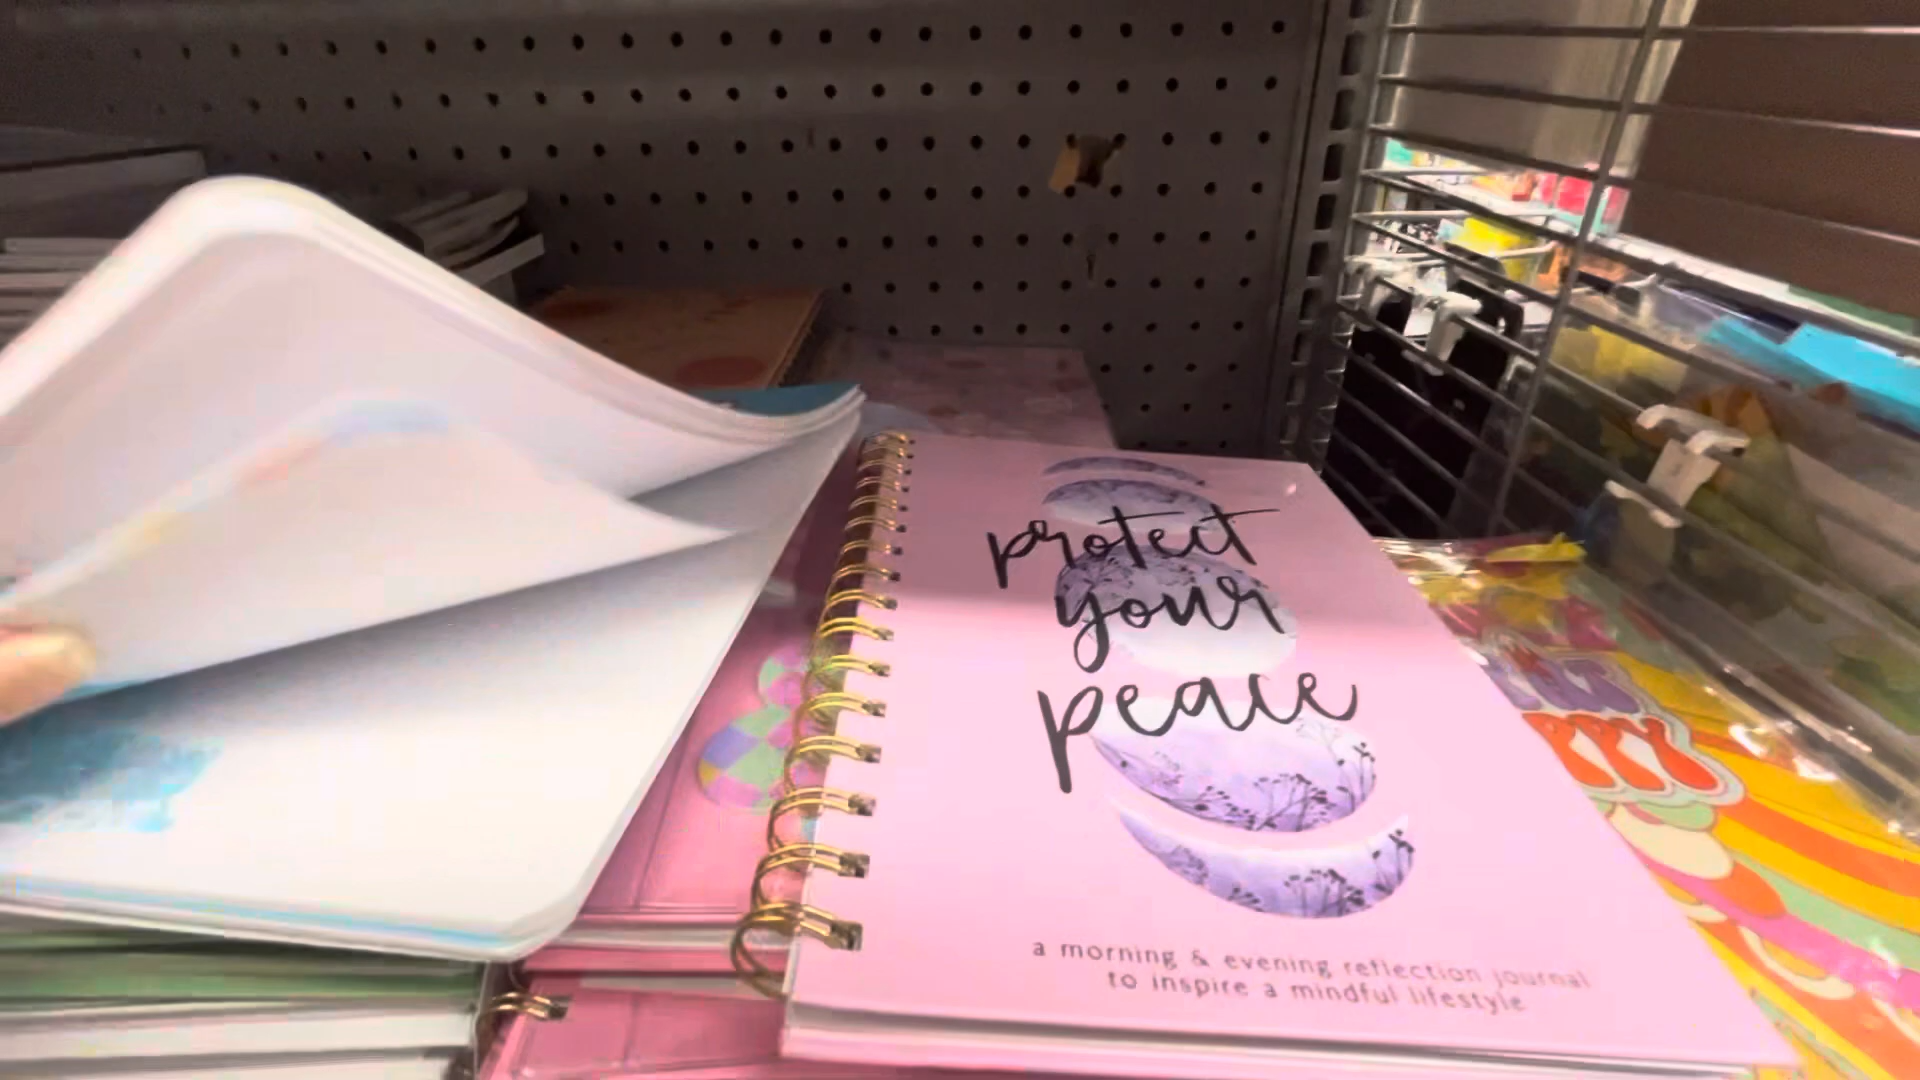 protect
your
peace
a morning & evening reflection journal
to inspire a mindful lifestyle